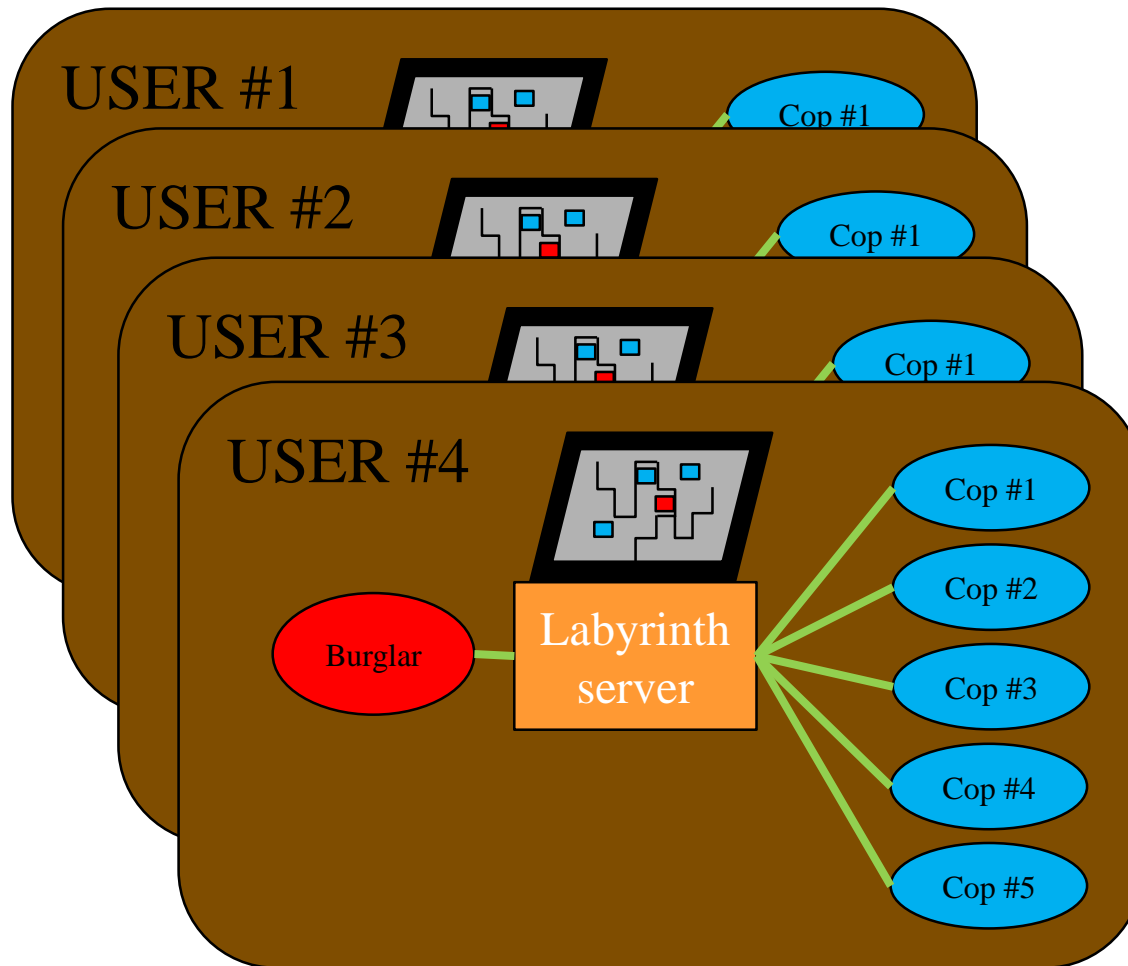 USER #1
Cop #1
USER #2
Cop #1
USER #3
Cop #1
USER #4
Cop #1
Cop #2
Labyrinth
server
Burglar
Cop #3
Cop #4
Cop #5